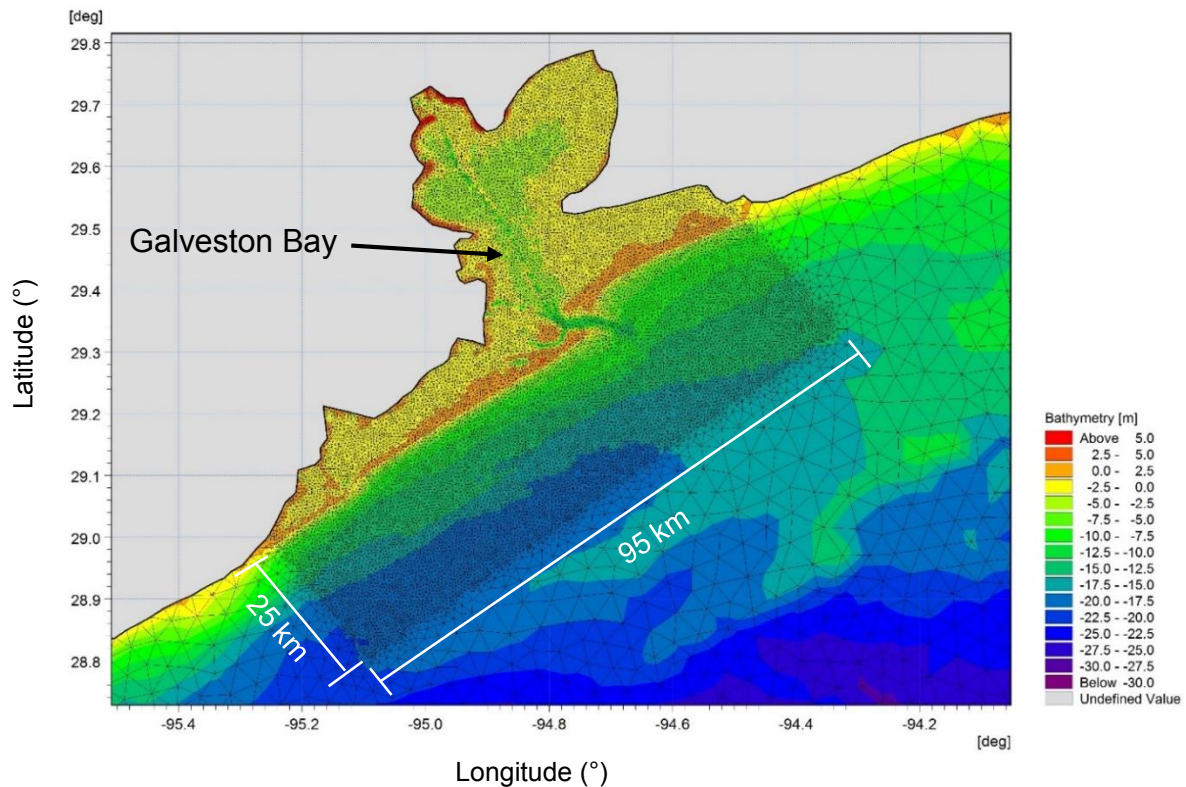 [deg]
29.8
29.7
29.6
29.5
29.4
29.3
29.2
29.1
29.0
28.9
28.8
Latitude (°)
Galveston Bay
95 km
25 km
-95.4
-95.2
-95.0
-94.8
-94.6
-94.4
-94.2
[deg]
Longitude (°)
Bathymetry [m]
Above 5.0
2.5 - 5.0
0.0 - 2.5
-2.5 - 0.0
-5.0 - -2.5
-7.5 - -5.0
-10.0 - -7.5
-12.5 - -10.0
-15.0 - -12.5
-17.5 - -15.0
-20.0 - -17.5
-22.5 - -20.0
-25.0 - -22.5
-27.5 - -25.0
-30.0 - -27.5
Below -30.0
Undefined Value